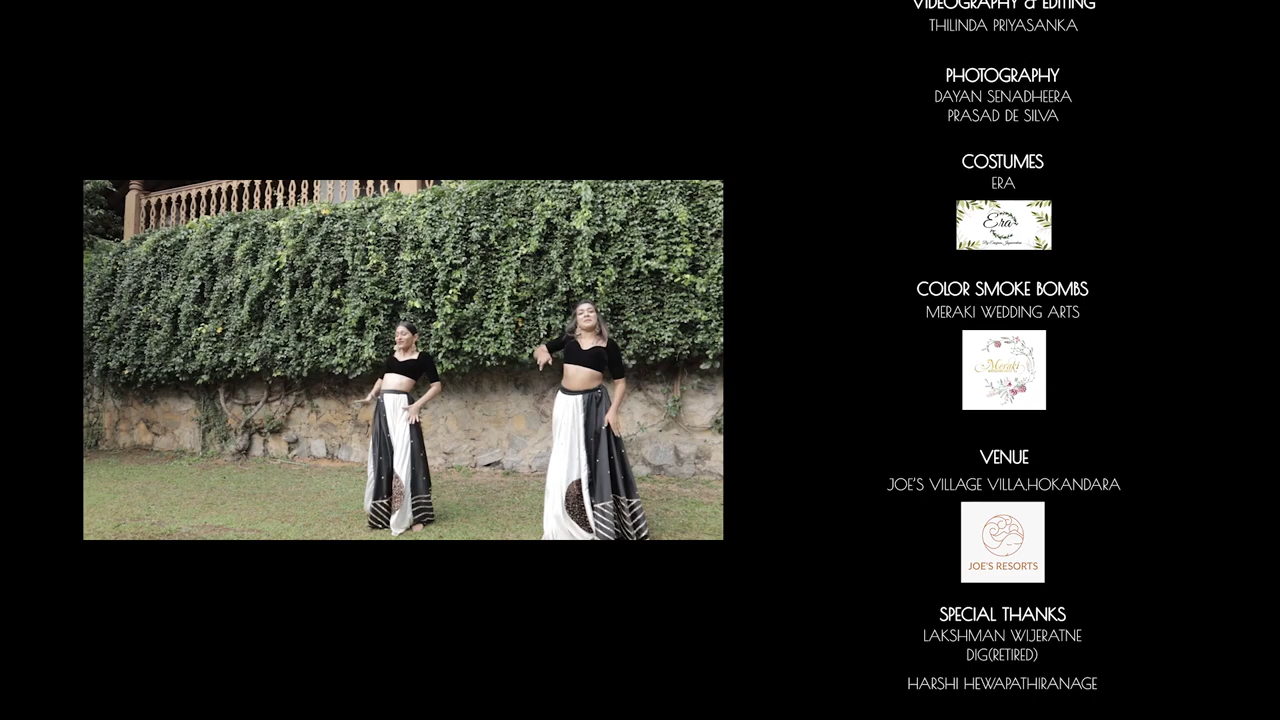 VIDEOGRAPHY & EDITING
THILINDA PRIYASANKA
PHOTOGRAPHY
DAYAN SENADHEERA
PRASAD DE SILVA
COSTUMES
ERA
Era
COLOR SMOKE BOMBS
MERAKI WEDDING ARTS
Meraki
VENUE
JOE'S VILLAGE VILLA,HOKANDARA
JOE'S RESORTS
SPECIAL THANKS
LAKSHMAN WIJERATNE
DIG(RETIRED)
HARSHI HEWAPATHIRANAGE